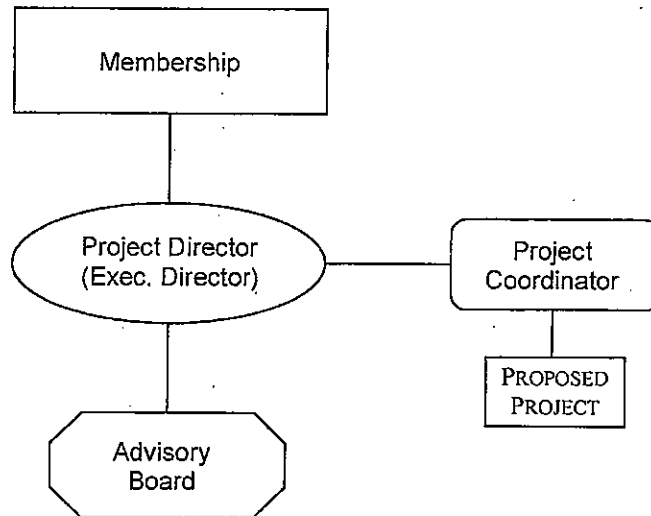 Membership
Project Director
(Exec. Director)
Project
Coordinator
PROPOSED
PROJECT
Advisory
Board